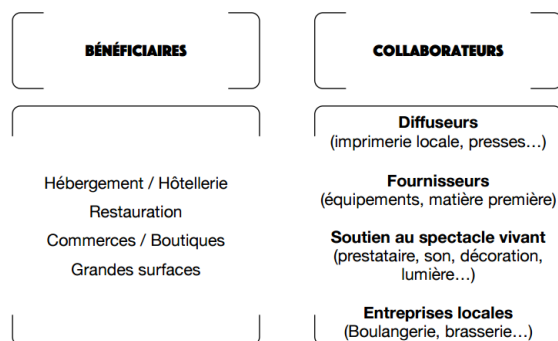 BÉNÉFICIAIRES
Hébergement / Hôtellerie
Restauration
Commerces / Boutiques
Grandes surfaces
COLLABORATEURS
Diffuseurs
(imprimerie locale, presses…)
Fournisseurs
(équipements, matière première)
Soutien au spectacle vivant
(prestataire, son, décoration,
lumière…)
Entreprises locales
(Boulangerie, brasserie…)